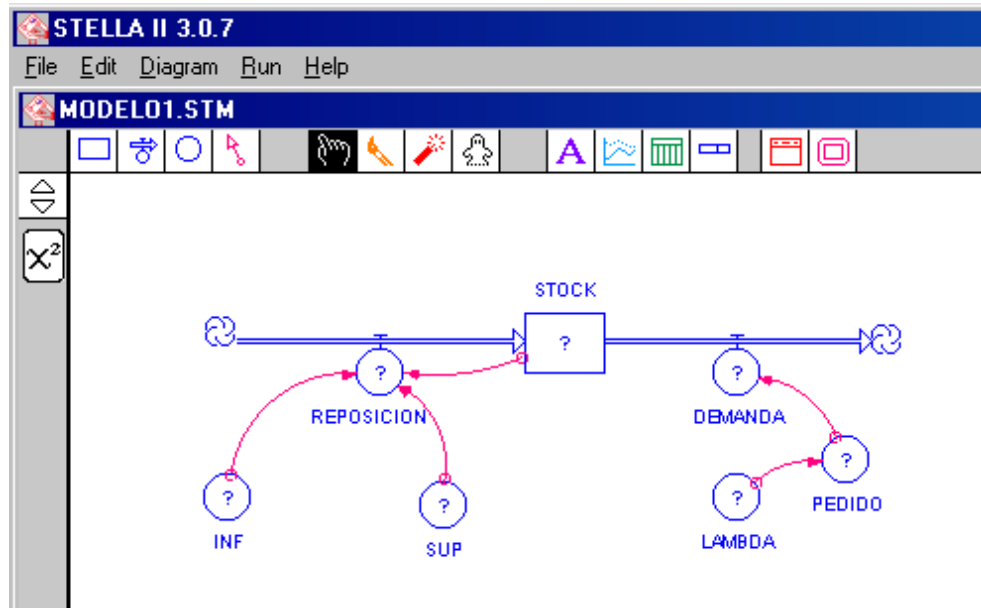 STELLA II 3.0.7
File Edit Diagram Run Help
MODELO1.STM
A
X²
STOCK
?
?
?
REPOSICION
DEMANDA
?
?
?
?
PEDIDO
INF
SUP
LAMBDA